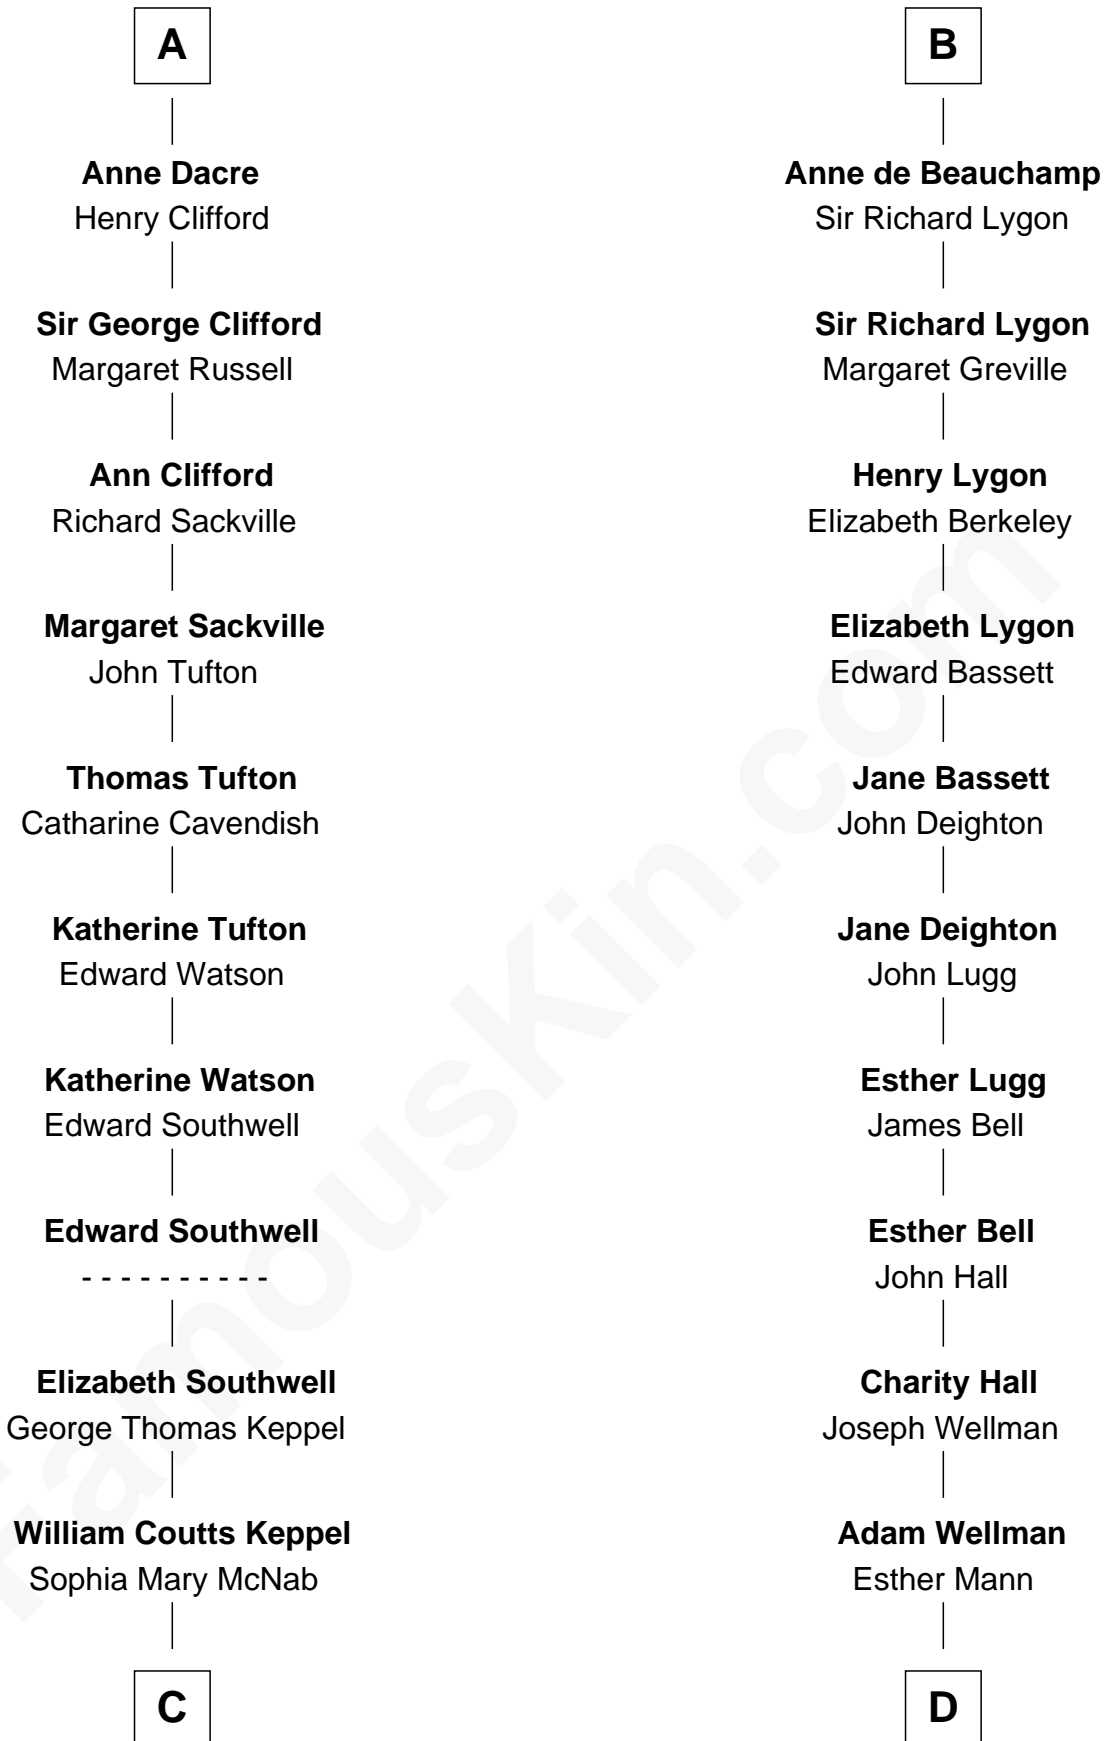 A
Anne Dacre
Henry Clifford
Sir George Clifford
Margaret Russell
Ann Clifford
Richard Sackville
Margaret Sackville
John Tufton
Thomas Tufton
Catharine Cavendish
Katherine Tufton
Edward Watson
Katherine Watson
Edward Southwell
Edward Southwell
- - - - - - - - - -
Elizabeth Southwell
George Thomas Keppel
William Coutts Keppel
Sophia Mary McNab
C
B
Anne de Beauchamp
Sir Richard Lygon
Sir Richard Lygon
Margaret Greville
Henry Lygon
Elizabeth Berkeley
Elizabeth Lygon
Edward Bassett
Jane Bassett
John Deighton
Jane Deighton
John Lugg
Esther Lugg
James Bell
Esther Bell
John Hall
Charity Hall
Joseph Wellman
Adam Wellman
Esther Mann
D
FamousKin.com